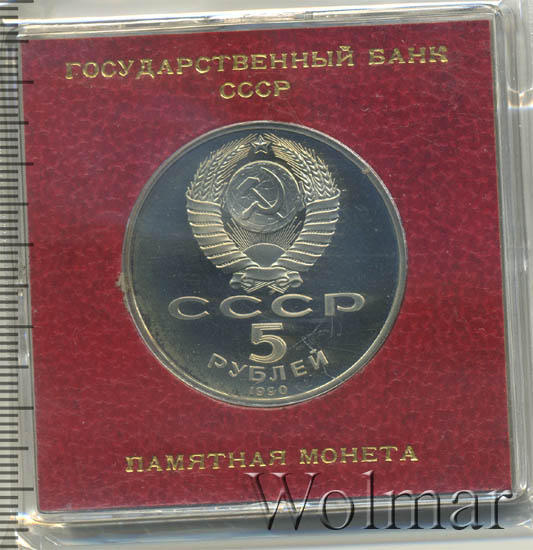 ГОСУДАРСТВЕННЫЙ БАНК
СССР
СССР
5
РУБЛЕЙ
1990
ПАМЯТНАЯ МОНЕТА
Wolmar